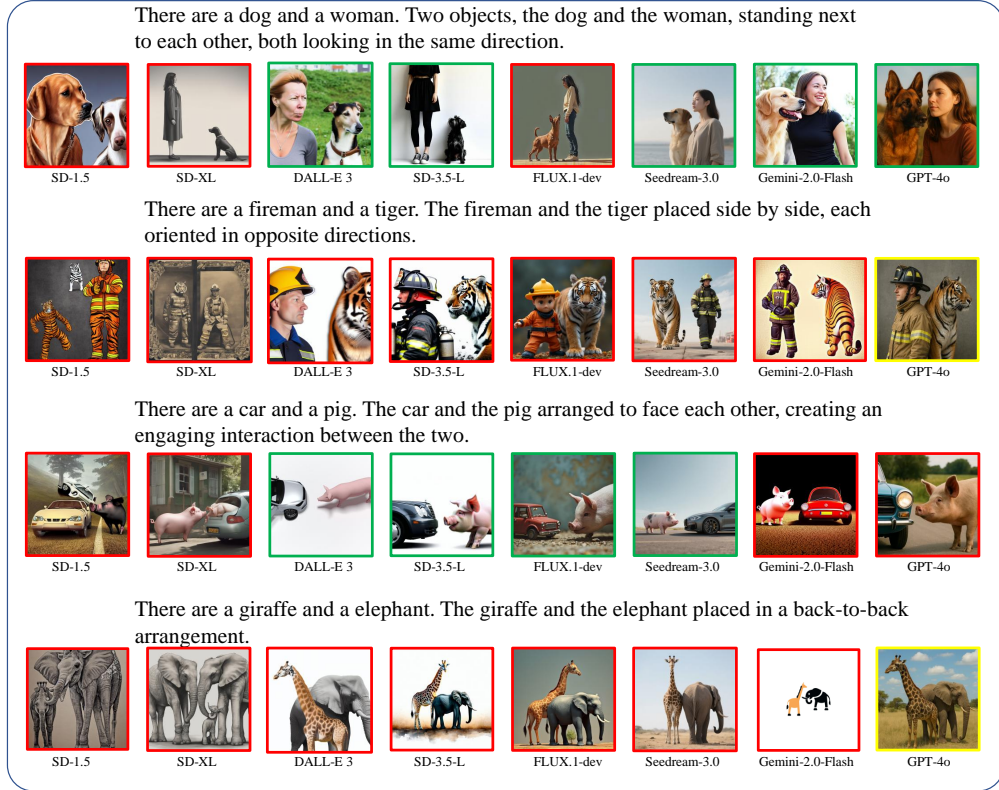 There are a dog and a woman. Two objects, the dog and the woman, standing next
to each other, both looking in the same direction.
SD-1.5
SD-XL
DALL-E 3
SD-3.5-L
FLUX.1-dev
Seedream-3.0
Gemini-2.0-Flash
GPT-4o
There are a fireman and a tiger. The fireman and the tiger placed side by side, each
oriented in opposite directions.
SD-1.5
SD-XL
DALL-E 3
SD-3.5-L
FLUX.1-dev
Seedream-3.0
Gemini-2.0-Flash
GPT-4o
There are a car and a pig. The car and the pig arranged to face each other, creating an
engaging interaction between the two.
SD-1.5
SD-XL
DALL-E 3
SD-3.5-L
FLUX.1-dev
Seedream-3.0
Gemini-2.0-Flash
GPT-4o
There are a giraffe and a elephant. The giraffe and the elephant placed in a back-to-back
arrangement.
SD-1.5
SD-XL
DALL-E 3
SD-3.5-L
FLUX.1-dev
Seedream-3.0
Gemini-2.0-Flash
GPT-4o